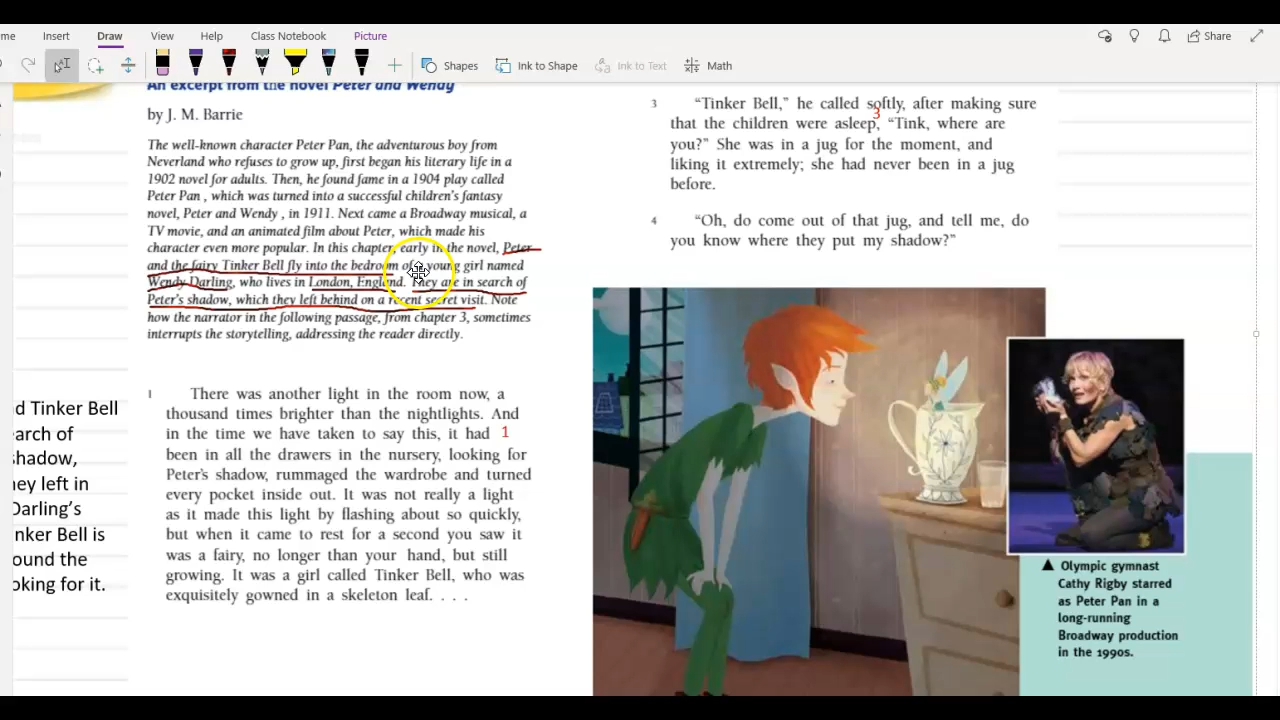 me Insert Draw View Help Class Notebook Picture Share
Shapes Ink to Shape Ink to Text Math
An excerpt from the novel Peter and Wendy
by J. M. Barrie
The well-known character Peter Pan, the adventurous boy from
Neverland who refuses to grow up, first began his literary life in a
1902 novel for adults. Then, he found fame in a 1904 play called
Peter Pan , which was turned into a successful children's fantasy
novel, Peter and Wendy , in 1911. Next came a Broadway musical, a
TV movie, and an animated film about Peter, which made his
character even more popular. In this chapter, early in the novel, Peter
and the fairy Tinker Bell fly into the bedroom of young girl named
Wendy Darling, who lives in London, England. They are in search of
Peter's shadow, which they left behind on a recent secret visit. Note
how the narrator in the following passage, from chapter 3, sometimes
interrupts the storytelling, addressing the reader directly.
1 There was another light in the room now, a
thousand times brighter than the nightlights. And
in the time we have taken to say this, it had 1
been in all the drawers in the nursery, looking for
Peter's shadow, rummaged the wardrobe and turned
every pocket inside out. It was not really a light
as it made this light by flashing about so quickly,
but when it came to rest for a second you saw it
was a fairy, no longer than your hand, but still
growing. It was a girl called Tinker Bell, who was
exquisitely gowned in a skeleton leaf. . . .
d Tinker Bell
arch of
shadow,
ey left in
Darling's
nker Bell is
ound the
oking for it.
3 "Tinker Bell," he called softly, after making sure
3
that the children were asleep, "Tink, where are
you?" She was in a jug for the moment, and
liking it extremely; she had never been in a jug
before.
4 "Oh, do come out of that jug, and tell me, do
you know where they put my shadow?"
▲ Olympic gymnast
Cathy Rigby starred
as Peter Pan in a
long-running
Broadway production
in the 1990s.